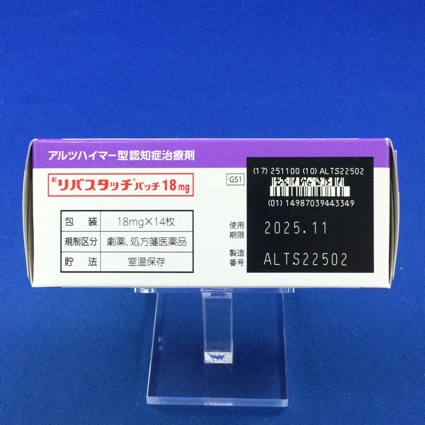 アルツハイマー型認知症治療剤
劇 リバスタッチ®パッチ18mg
包装 18mg×14枚
規制区分 劇薬、処方箋医薬品
貯法 室温保存
GS1
(17) 251100 (10) ALTS22502
(01) 14987039443349
使用期限 2025.11
製造番号 ALTS22502